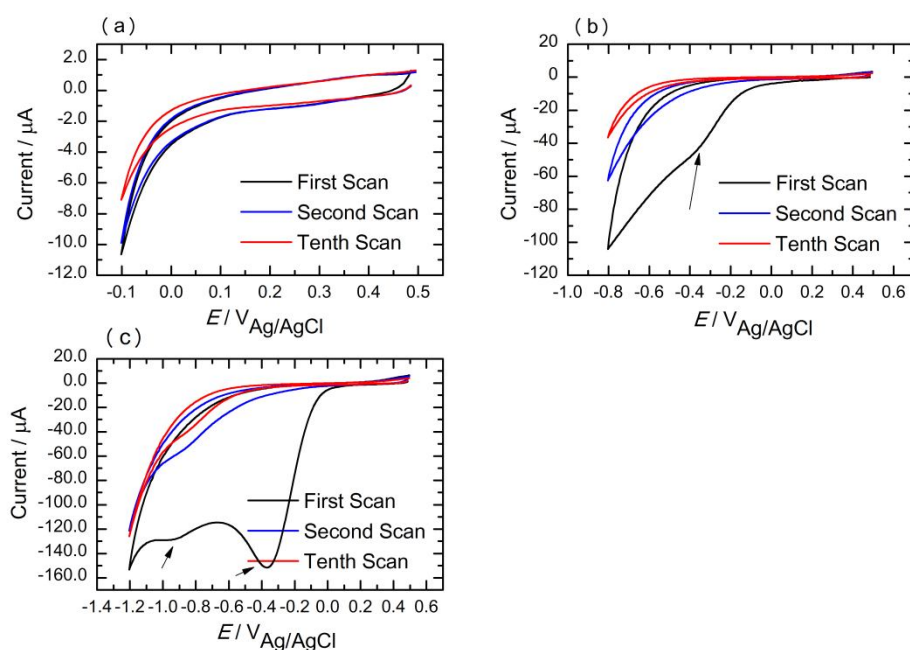 (a)
2.0
0.0
-2.0
-4.0
-6.0
-8.0
-10.0
-12.0
Current / µA
First Scan
Second Scan
Tenth Scan
-0.1 0.0 0.1 0.2 0.3 0.4 0.5
E / V Ag/AgCl
(b)
20
0
-20
-40
-60
-80
-100
-120
Current / µA
First Scan
Second Scan
Tenth Scan
-1.0 -0.8 -0.6 -0.4 -0.2 0.0 0.2 0.4 0.6
E / V Ag/AgCl
(c)
20.0
0.0
-20.0
-40.0
-60.0
-80.0
-100.0
-120.0
-140.0
-160.0
Current / µA
First Scan
Second Scan
Tenth Scan
-1.4 -1.2 -1.0 -0.8 -0.6 -0.4 -0.2 0.0 0.2 0.4 0.6
E / V Ag/AgCl